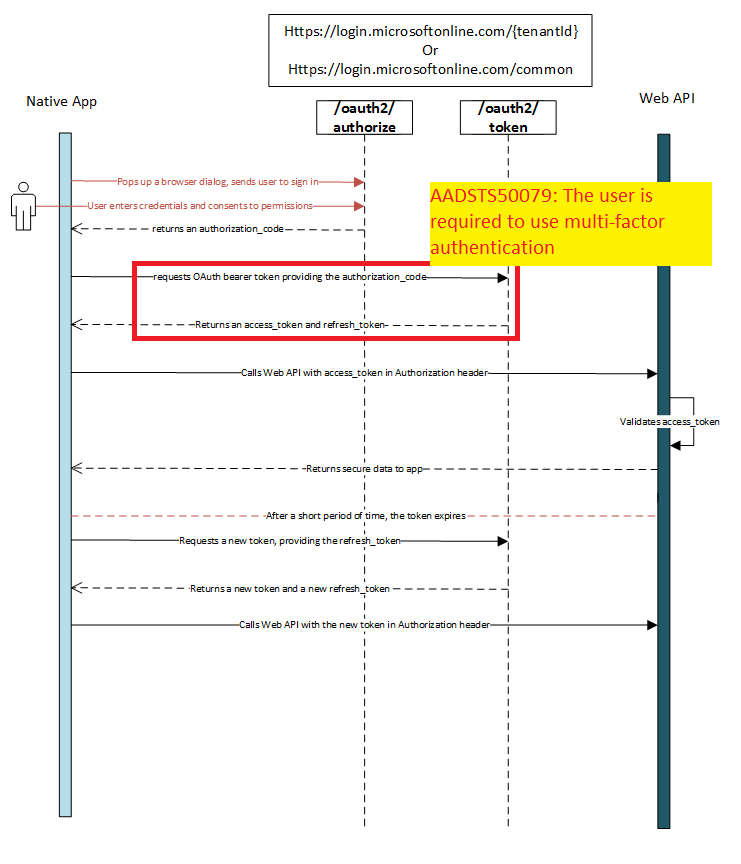 Https://login.microsoftonline.com/{tenantId}
Or
Https://login.microsoftonline.com/common
Native App
/oauth2/
authorize
/oauth2/
token
Web API
Pops up a browser dialog, sends user to sign in
User enters credentials and consents to permissions
returns an authorization_code
AADSTS50079: The user is
required to use multi-factor
authentication
requests OAuth bearer token providing the authorization_code
Returns an access_token and refresh_token
Calls Web API with access_token in Authorization header
Validates access_token
Returns secure data to app
After a short period of time, the token expires
Requests a new token, providing the refresh_token
Returns a new token and a new refresh_token
Calls Web API with the new token in Authorization header